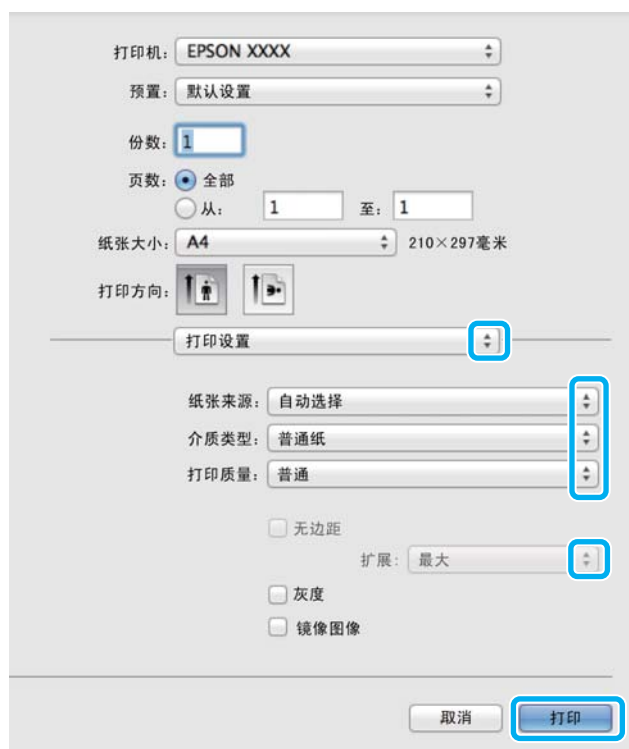 打印机: EPSON XXXX
预置: 默认设置
份数: 1
页数: 全部
从: 1 至: 1
纸张大小: A4 210×297毫米
打印方向:
打印设置
纸张来源: 自动选择
介质类型: 普通纸
打印质量: 普通
无边距
扩展: 最大
灰度
镜像图像
取消 打印